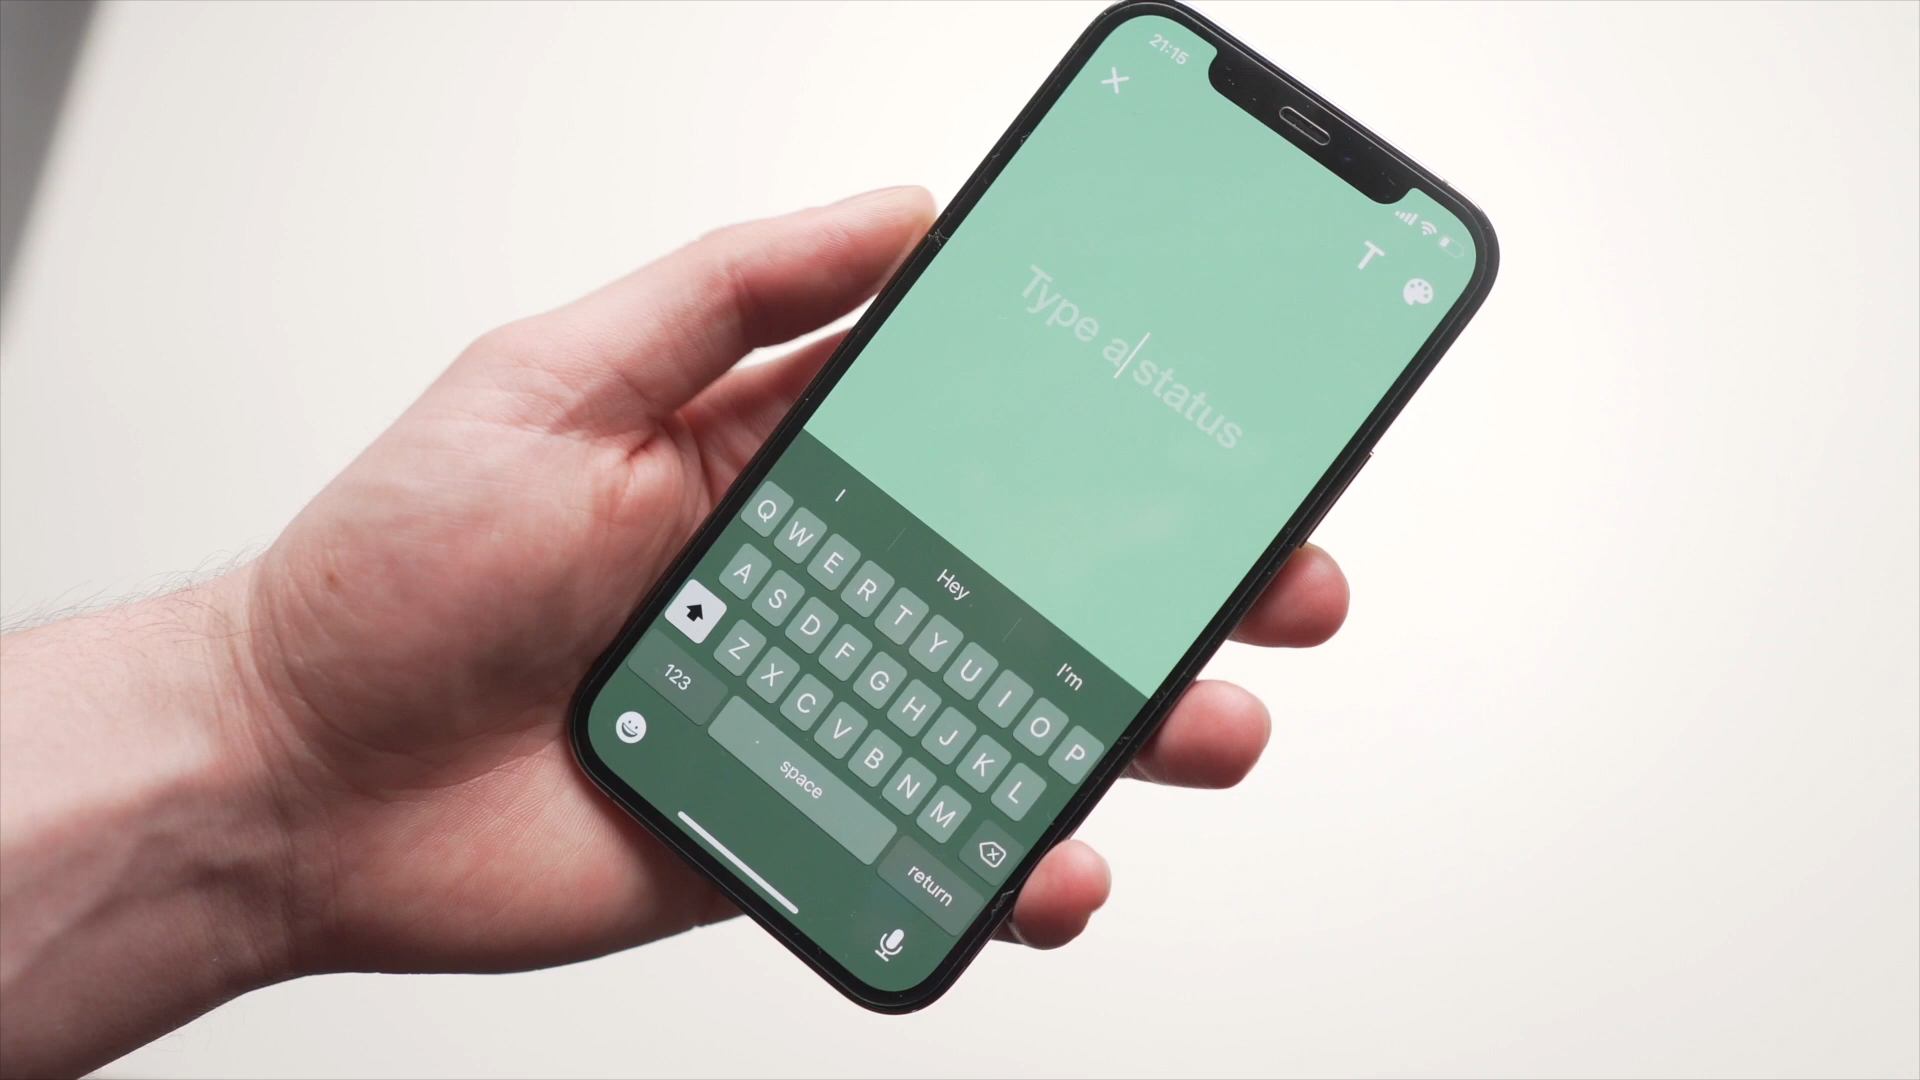 21:15
T
Type a status
I Hey I'm
Q W E R T Y U I O P
A S D F G H J K L
Z X C V B N M
123 space return